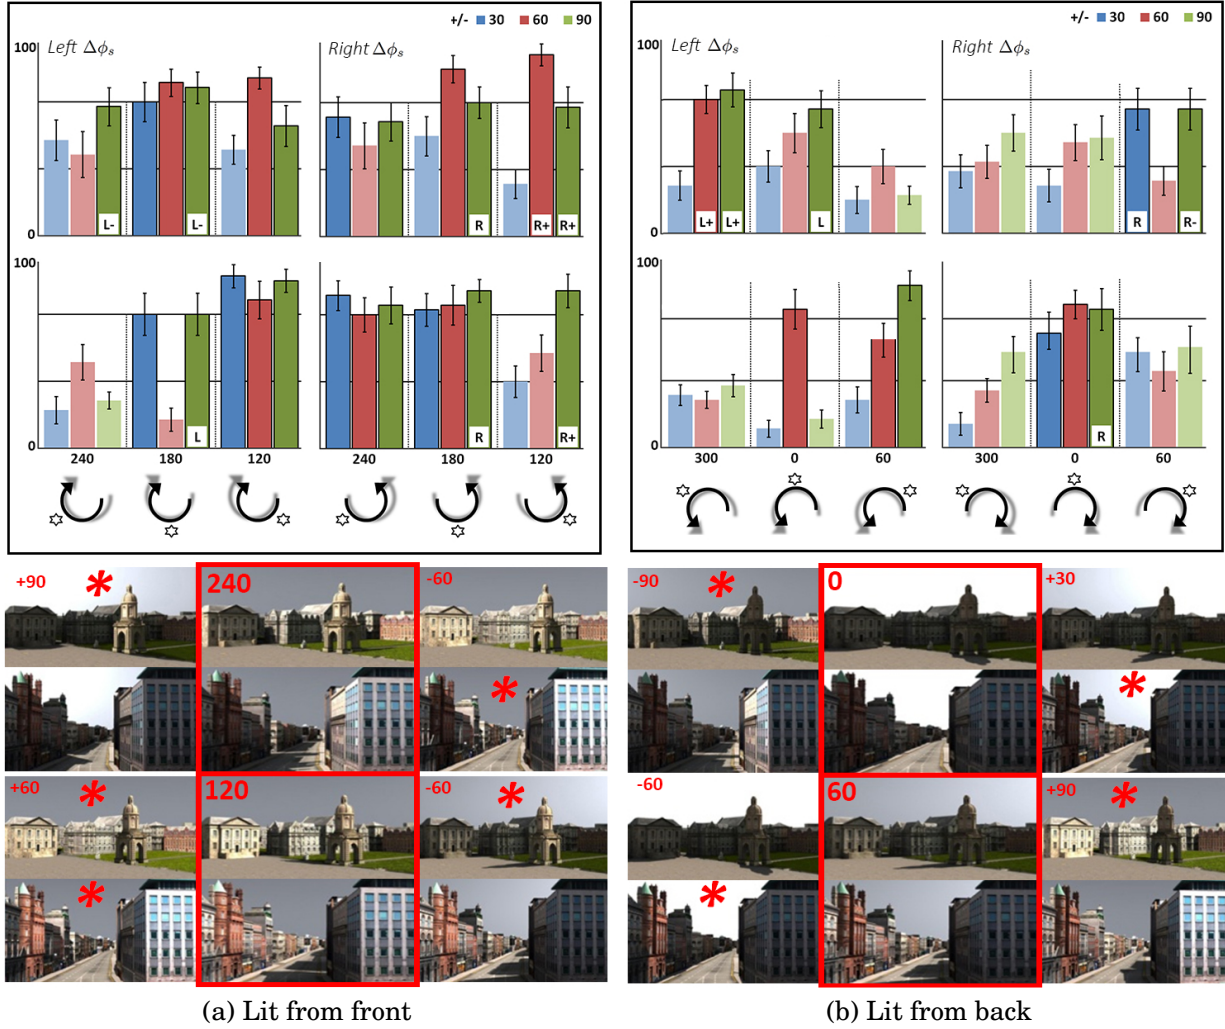 +/- 30 60 90
Left Δϕs
Right Δϕs
100
0
L-
L-
R
R+
R+
100
0
L
R
R+
240
180
120
240
180
120
+/- 30 60 90
Left Δϕs
Right Δϕs
100
0
L+
L+
L
R
R-
100
0
R
300
0
60
300
0
60
+90
*
240
-60
*
+60
*
120
-60
*
*
-90
*
0
+30
*
-60
60
+90
*
*
(a) Lit from front
(b) Lit from back